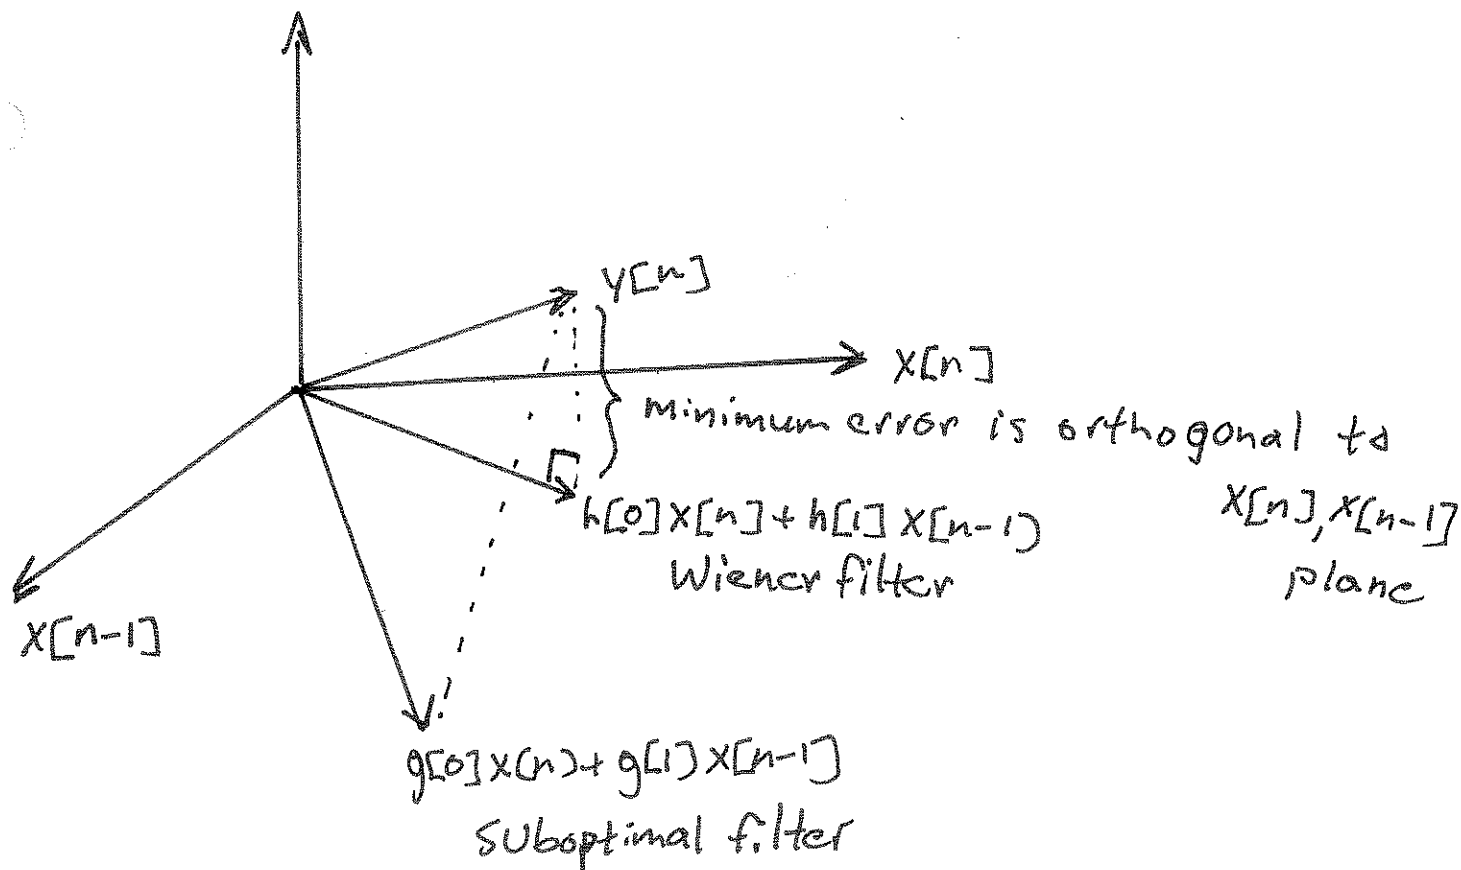 y[n]
x[n]
minimum error is orthogonal to
x[n], x[n-1]
plane
h[0]x[n] + h[1]x[n-1)
Wiener filter
x[n-1]
g[0]x(n) + g[1)x[n-1]
suboptimal filter